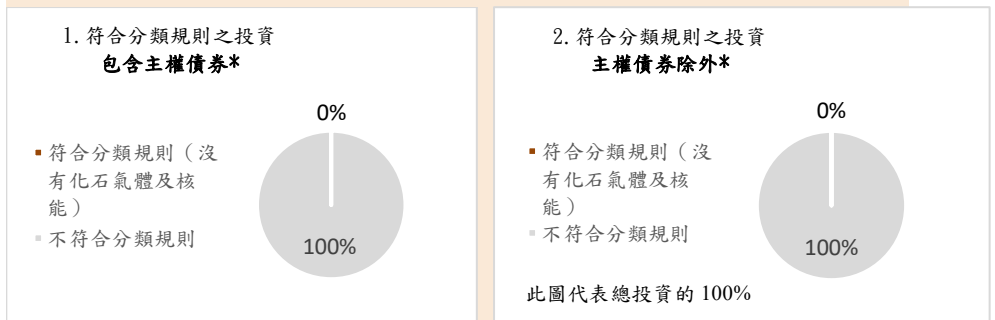 1. 符合分類規則之投資
包含主權債券*
0%
符合分類規則（沒
有化石氣體及核
能）
不符合分類規則
100%
2. 符合分類規則之投資
主權債券除外*
0%
符合分類規則（沒
有化石氣體及核
能）
不符合分類規則
100%
此圖代表總投資的 100%